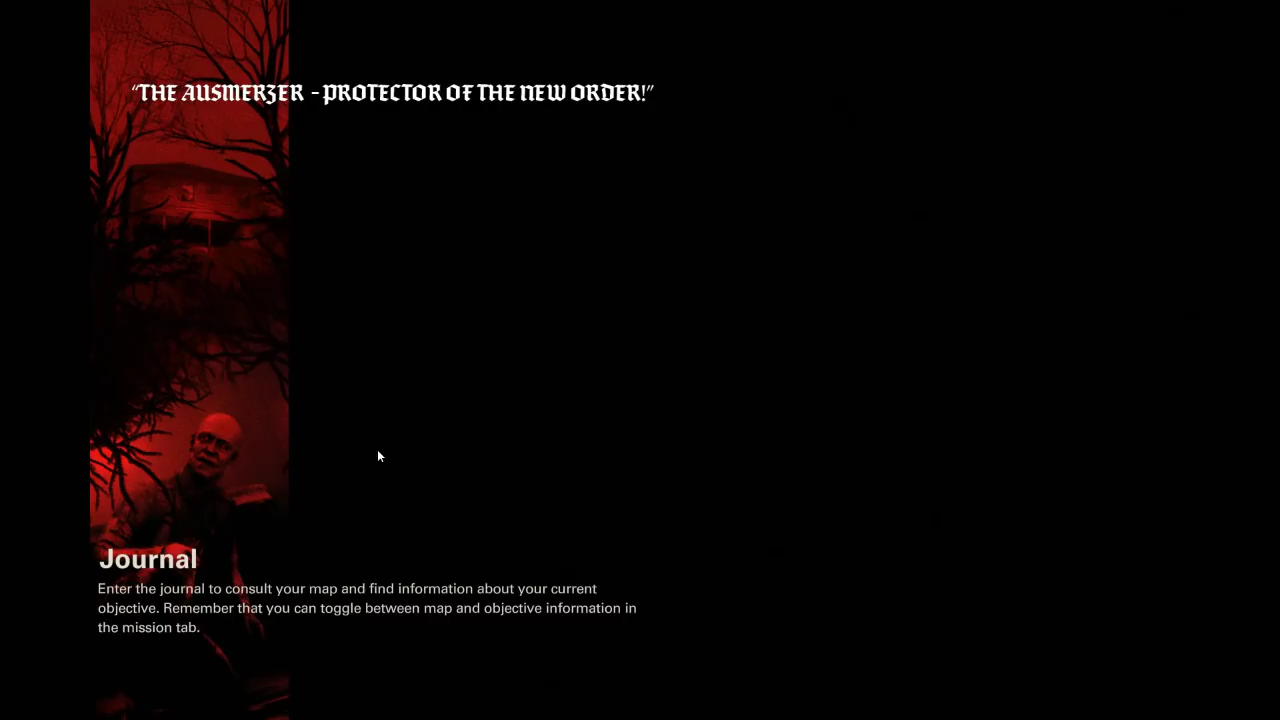 “THE AUSMERZER - PROTECTOR OF THE NEW ORDER!”
Journal
Enter the journal to consult your map and find information about your current
objective. Remember that you can toggle between map and objective information in
the mission tab.